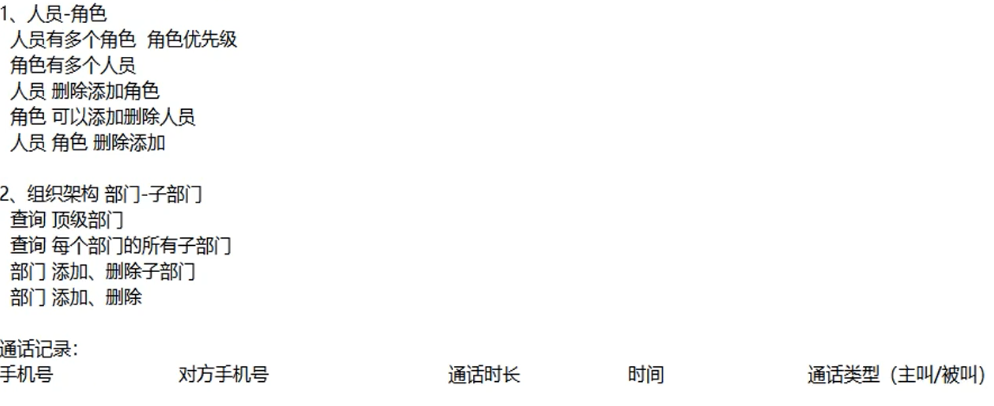 1、人员-角色
人员有多个角色 角色优先级
角色有多个人员
人员 删除添加角色
角色 可以添加删除人员
人员 角色 删除添加
2、组织架构 部门-子部门
查询 顶级部门
查询 每个部门的所有子部门
部门 添加、删除子部门
部门 添加、删除
通话记录：
手机号 对方手机号 通话时长 时间 通话类型（主叫/被叫）